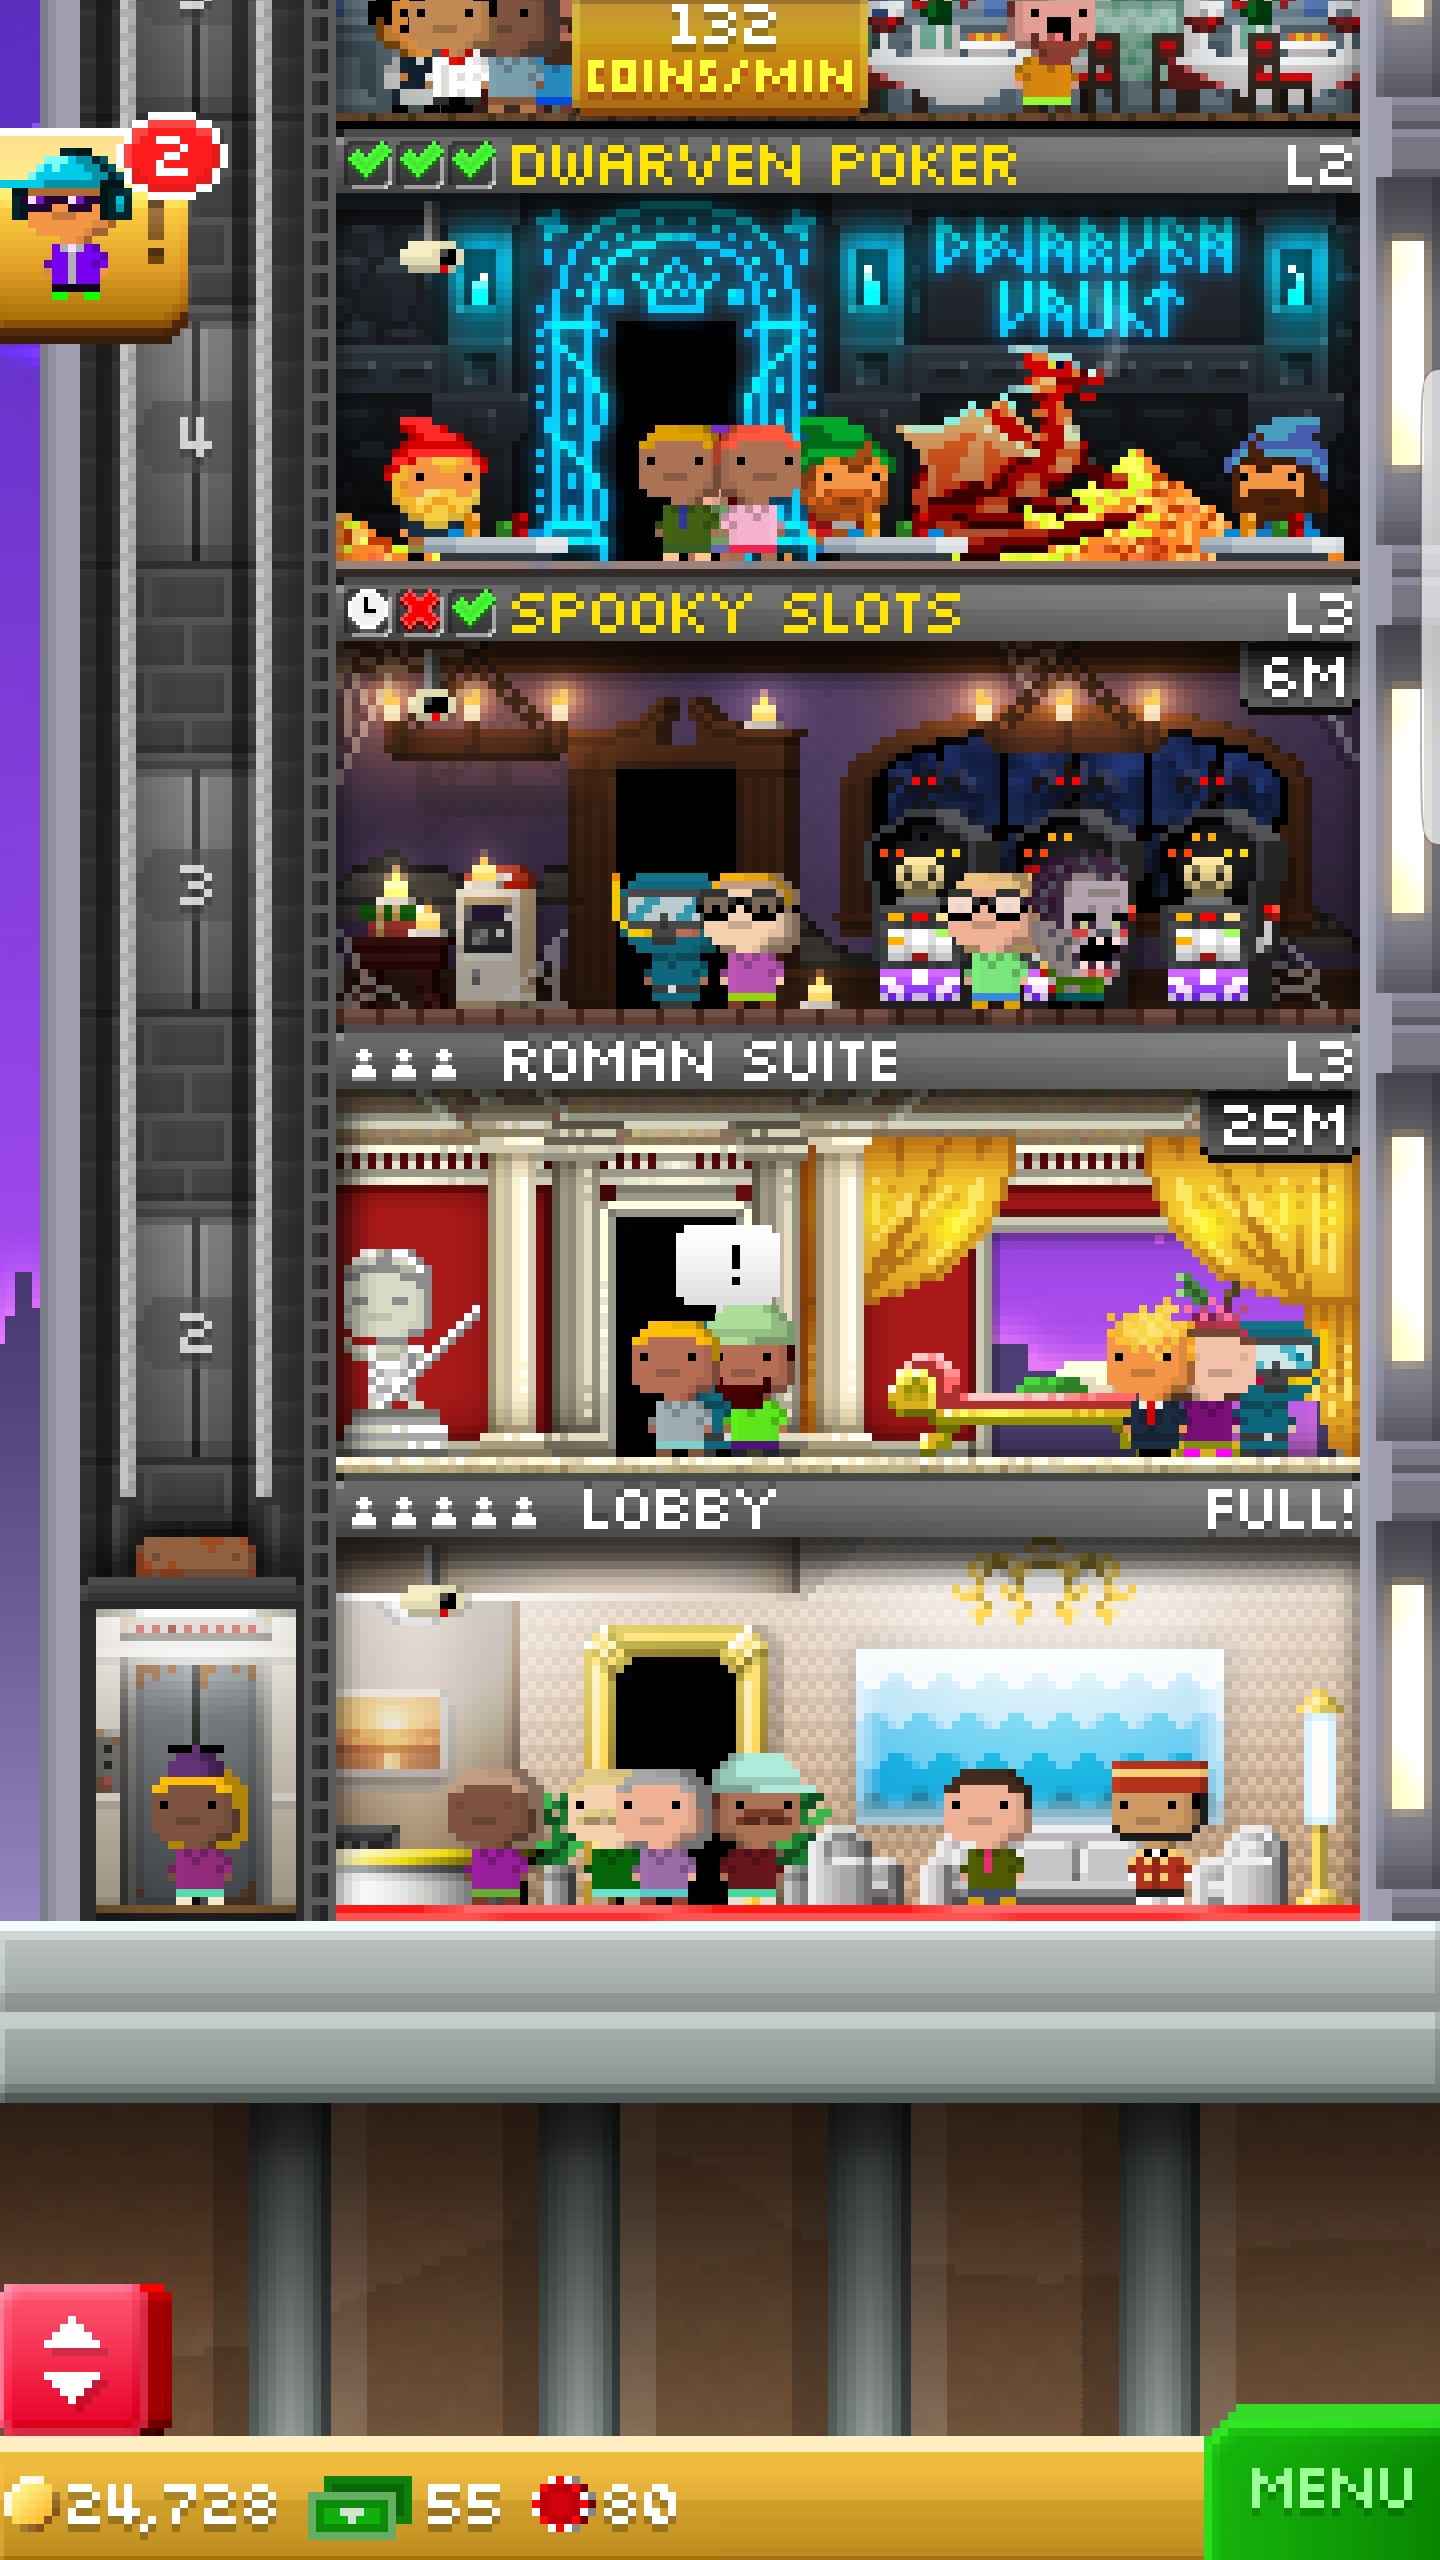 132
COINS/MIN
2
!
DWARVEN POKER L2
DWARVEN
VAULT
4
SPOOKY SLOTS L3
6M
3
ROMAN SUITE L3
25M
!
2
LOBBY FULL!
24,728 55 80
MENU